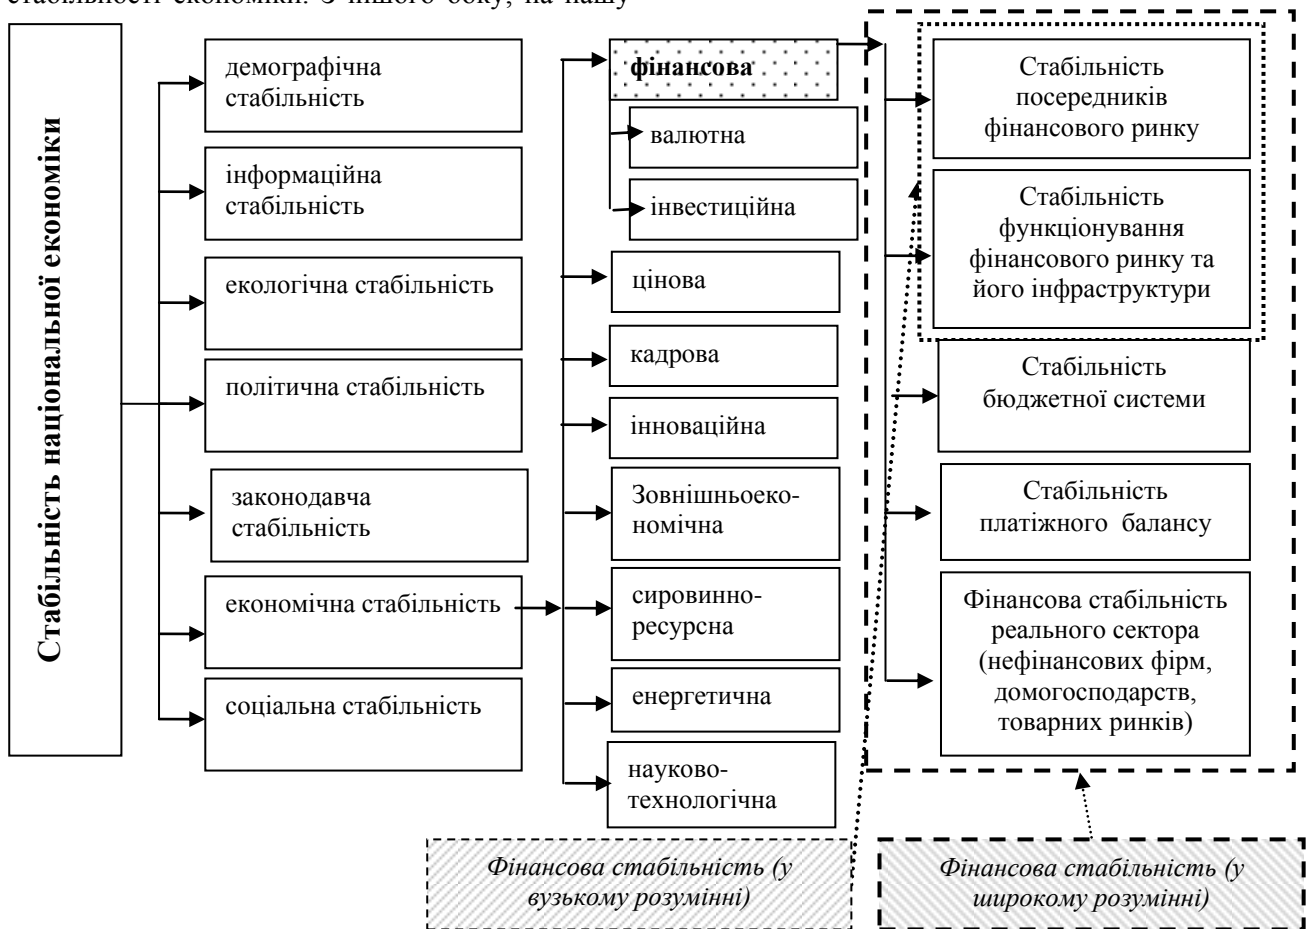 стабільності економіки. З іншого боку, на нашу
Стабільність національної економіки
демографічна
стабільність
інформаційна
стабільність
екологічна стабільність
політична стабільність
законодавча
стабільність
економічна стабільність
соціальна стабільність
фінансова
валютна
інвестиційна
цінова
кадрова
інноваційна
Зовнішньоеко-
номічна
сировинно-
ресурсна
енергетична
науково-
технологічна
Стабільність
посередників
фінансового ринку
Стабільність
функціонування
фінансового ринку та
його інфраструктури
Стабільність
бюджетної системи
Стабільність
платіжного балансу
Фінансова стабільність
реального сектора
(нефінансових фірм,
домогосподарств,
товарних ринків)
Фінансова стабільність (у
вузькому розумінні)
Фінансова стабільність (у
широкому розумінні)